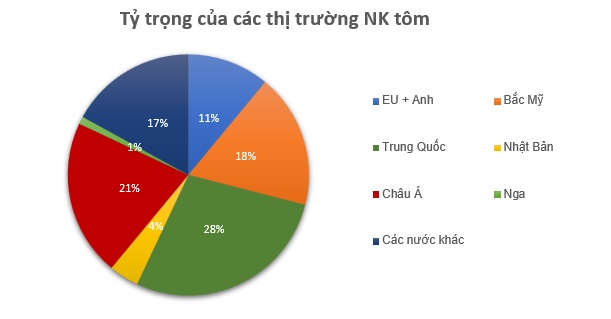 Tỷ trọng của các thị trường NK tôm
11%
18%
28%
4%
21%
1%
17%
EU + Anh
Bắc Mỹ
Trung Quốc
Nhật Bản
Châu Á
Nga
Các nước khác